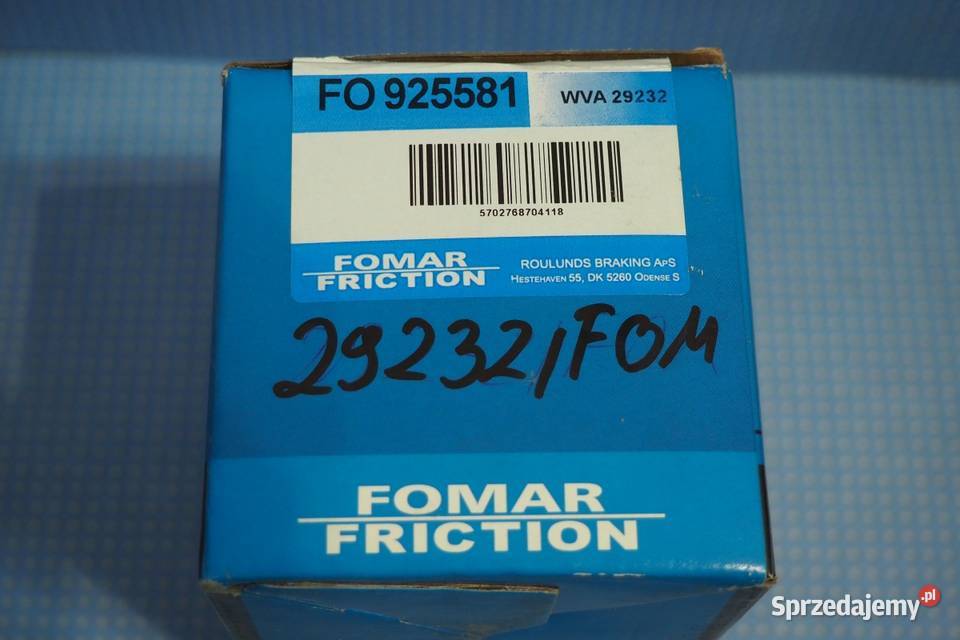 FO 925581
WVA 29232
5702768704118
FOMAR
FRICTION
ROULUNDS BRAKING APS
HESTEHAVEN 55, DK 5260 ODENSE S
29232/FOM
FOMAR
FRICTION
Sprzedajemy.pl